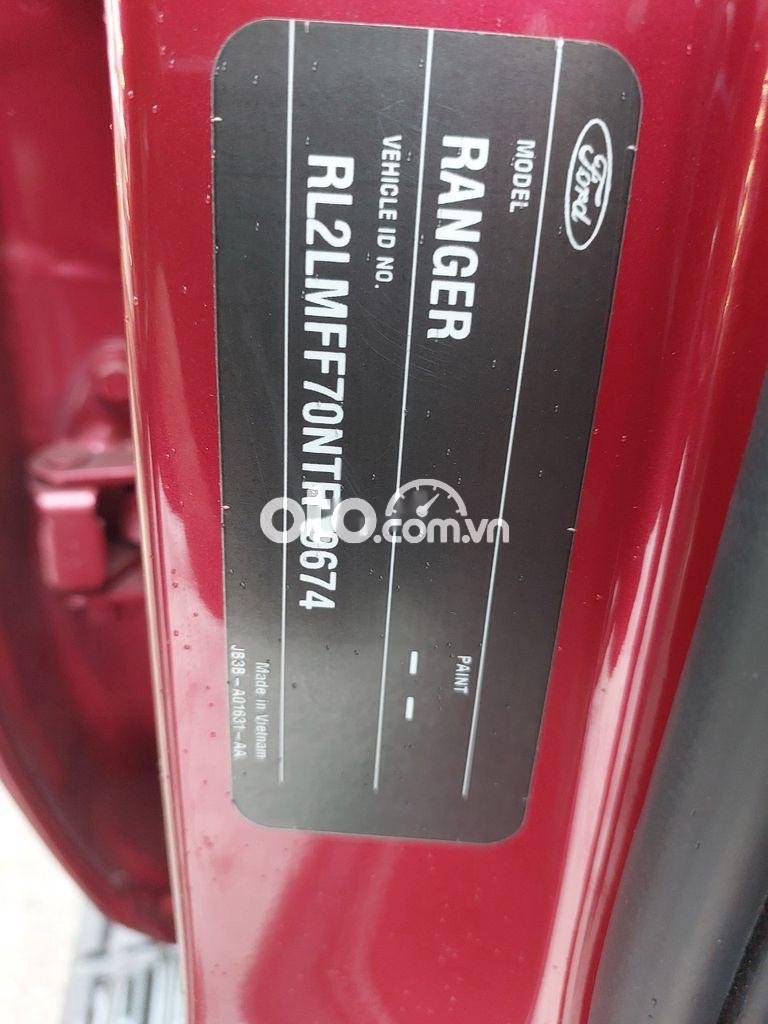 Ford
MODEL
RANGER
PAINT
--
VEHICLE ID NO.
Made in Vietnam
JB3B-A01631-AA
OTO.com.vn